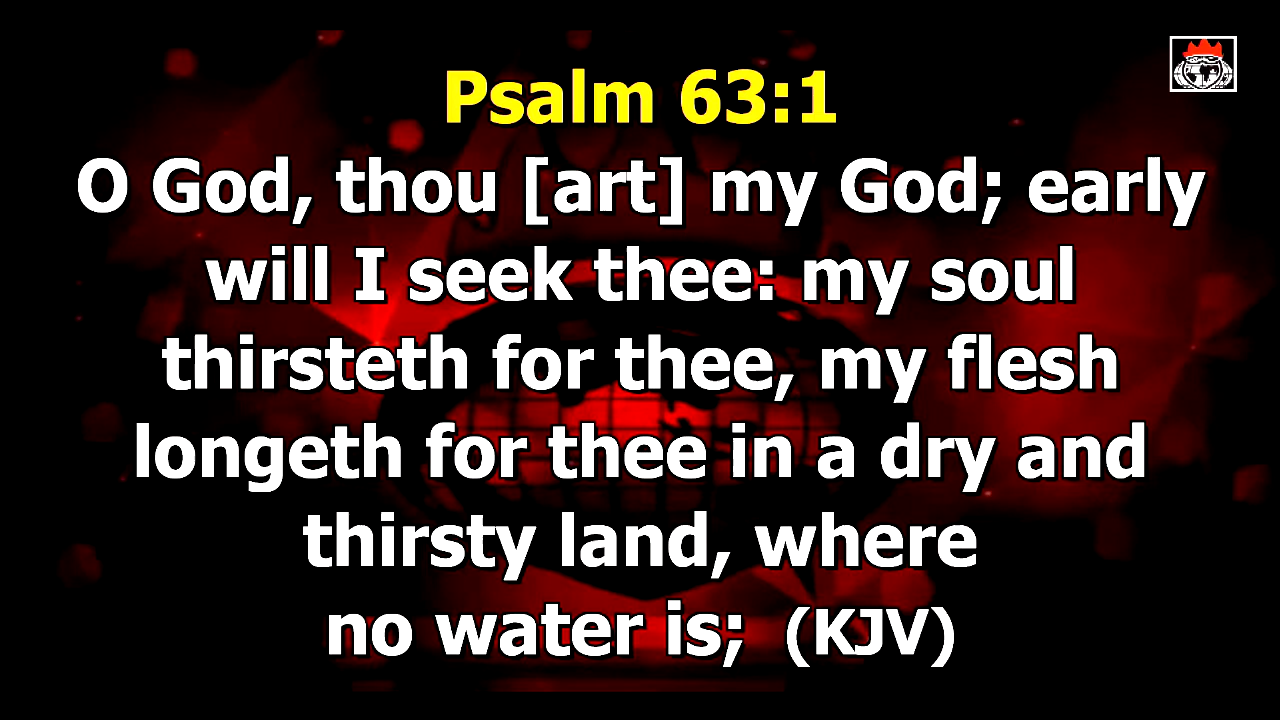 Psalm 63:1
O God, thou [art] my God; early
will I seek thee: my soul
thirsteth for thee, my flesh
longeth for thee in a dry and
thirsty land, where
no water is; (KJV)